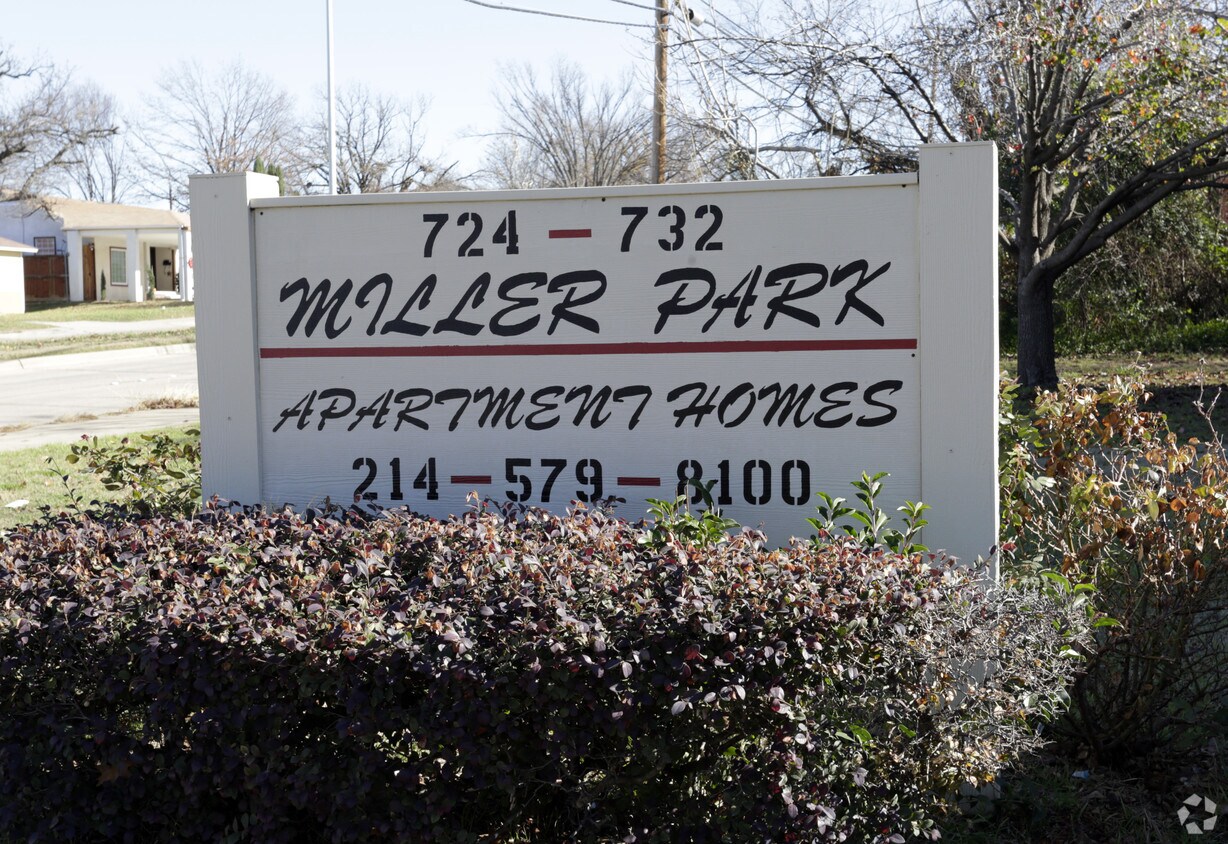 724 - 732
MILLER PARK
APARTMENT HOMES
214-579-8100